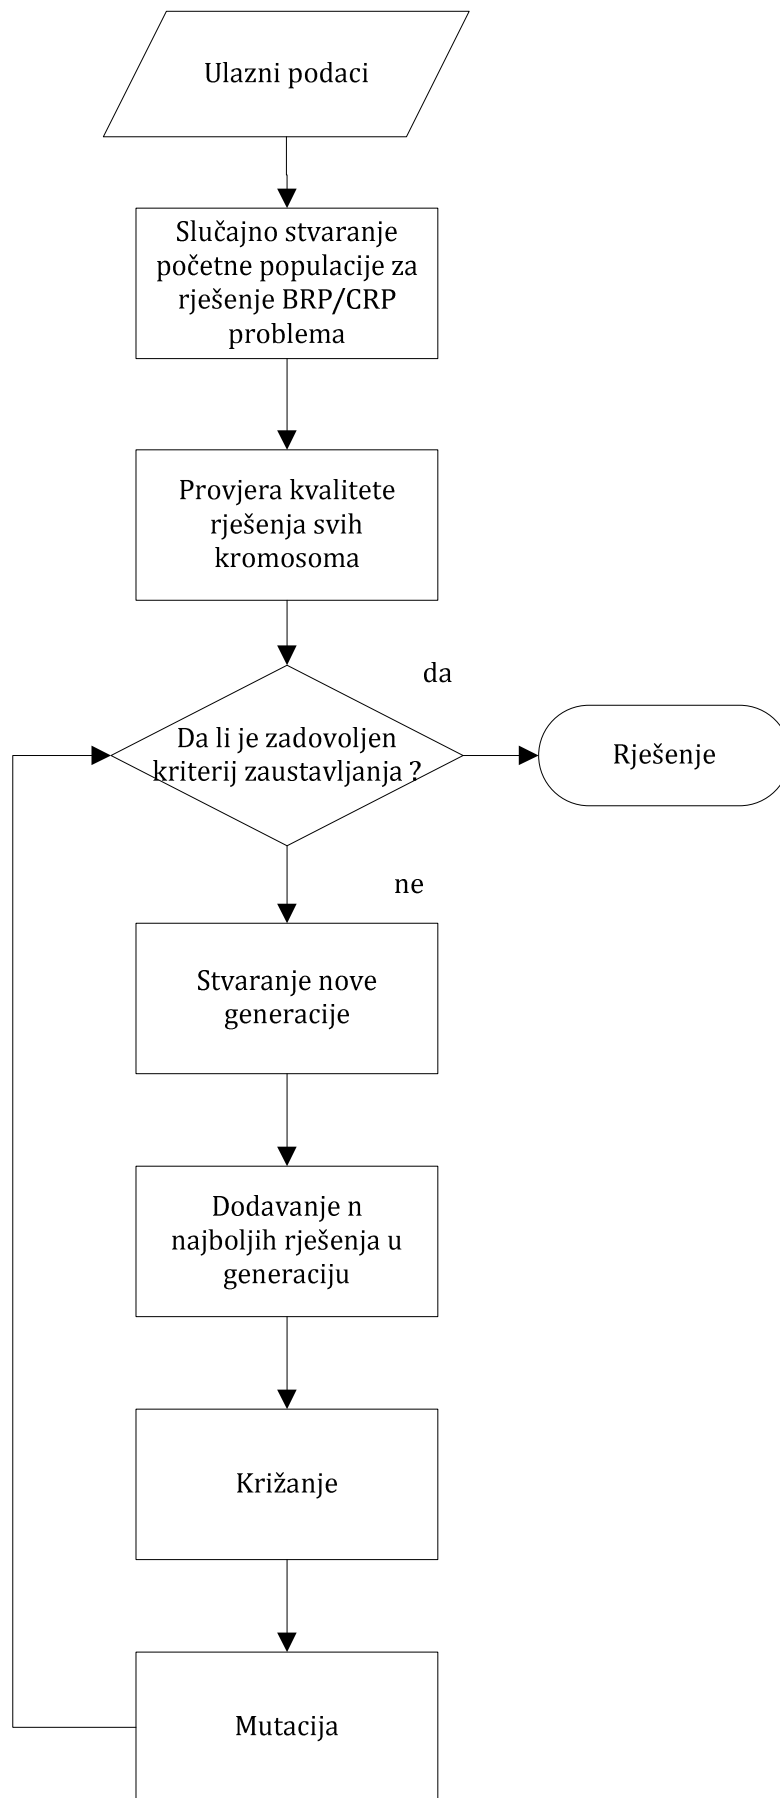 Ulazni podaci
Slučajno stvaranje
početne populacije za
rješenje BRP/CRP
problema
Provjera kvalitete
rješenja svih
kromosoma
da
Da li je zadovoljen
kriterij zaustavljanja ?
Rješenje
ne
Stvaranje nove
generacije
Dodavanje n
najboljih rješenja u
generaciju
Križanje
Mutacija